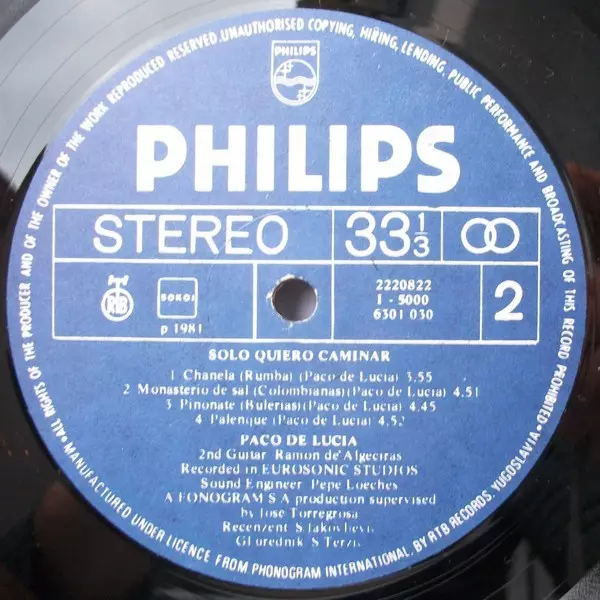 ·ALL RIGHTS OF THE PRODUCER AND OF THE OWNER OF THE WORK REPRODUCED RESERVED. UNAUTHORISED COPYING, HIRING, LENDING, PUBLIC PERFORMANCE AND BROADCASTING OF THIS RECORD PROHIBITED·
PHILIPS
PHILIPS
STEREO 33 1/3
RTB SOKOJ 2220822 2
I - 5000
p 1981 6301 030
SOLO QUIERO CAMINAR
1 Chanela (Rumba) (Paco de Lucia) 3.55
2 Monasterio de sal (Colombianas) (Paco de Lucia) 4.51
3 Pinonate (Bulerias) (Paco de Lucia) 4.45
4 Palenque (Paco de Lucia) 4.52
PACO DE LUCIA
2nd Guitar Ramon de Algeciras
Recorded in EUROSONIC STUDIOS
Sound Engineer Pepe Loeches
A FONOGRAM S A production supervised
by Jose Torregrosa
Recenzent S
Gl urednik S
MANUFACTURED UNDER LICENCE FROM PHONOGRAM INTERNATIONAL, BY RTB RECORDS. YUGOSLAVIA·